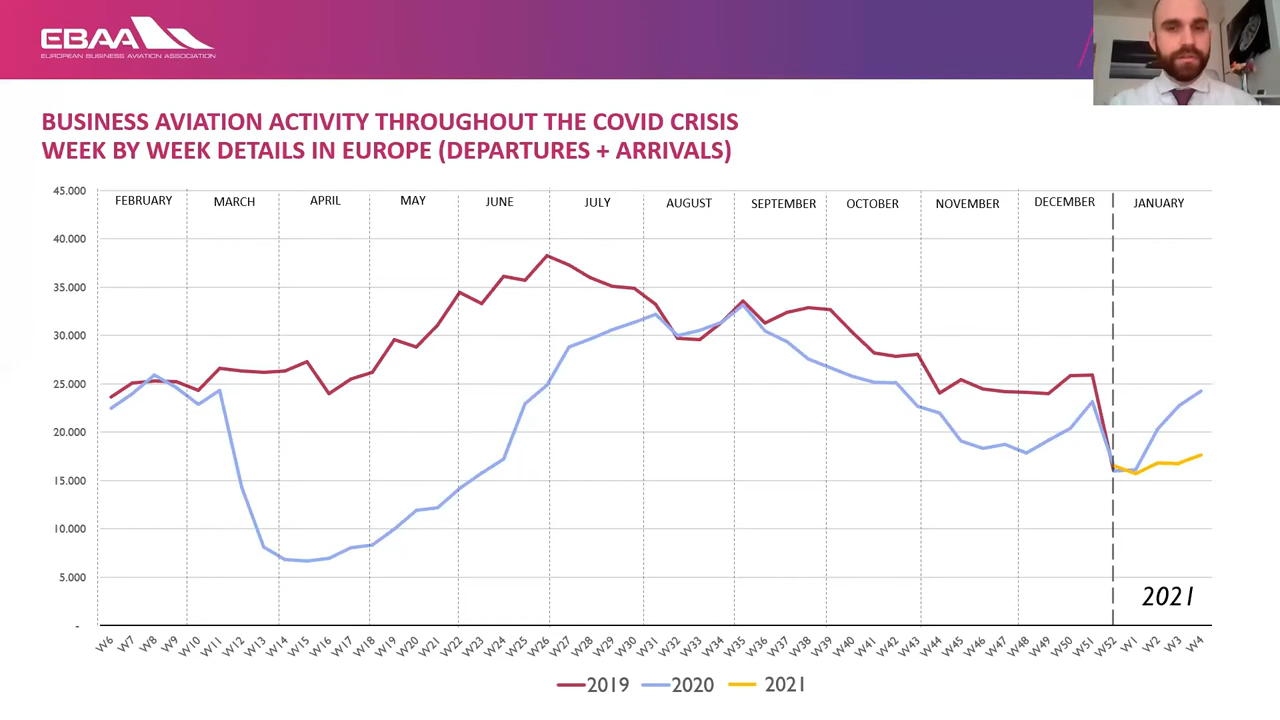 EBAA
EUROPEAN BUSINESS AVIATION ASSOCIATION
BUSINESS AVIATION ACTIVITY THROUGHOUT THE COVID CRISIS
WEEK BY WEEK DETAILS IN EUROPE (DEPARTURES + ARRIVALS)
FEBRUARY MARCH APRIL MAY JUNE JULY AUGUST SEPTEMBER OCTOBER NOVEMBER DECEMBER JANUARY
45.000
40.000
35.000
30.000
25.000
20.000
15.000
10.000
5.000
-
2021
W6 W7 W8 W9 W10 W11 W12 W13 W14 W15 W16 W17 W18 W19 W20 W21 W22 W23 W24 W25 W26 W27 W28 W29 W30 W31 W32 W33 W34 W35 W36 W37 W38 W39 W40 W41 W42 W43 W44 W45 W46 W47 W48 W49 W50 W51 W52 W1 W2 W3 W4
2019 2020 2021